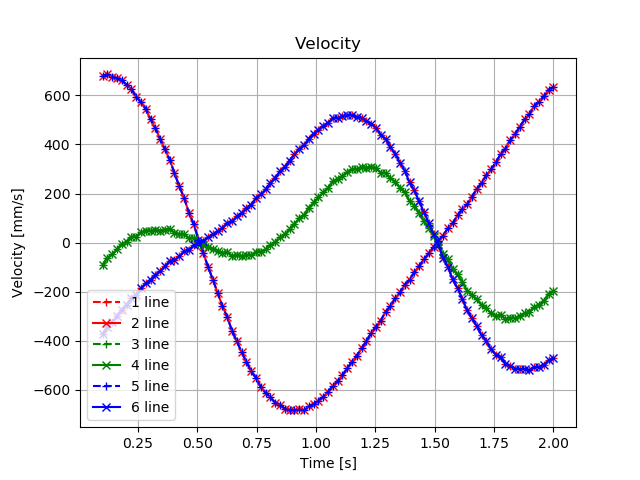 Velocity
Velocity [mm/s]
600
400
200
0
−200
−400
−600
1 line
2 line
3 line
4 line
5 line
6 line
0.25
0.50
0.75
1.00
1.25
1.50
1.75
2.00
Time [s]